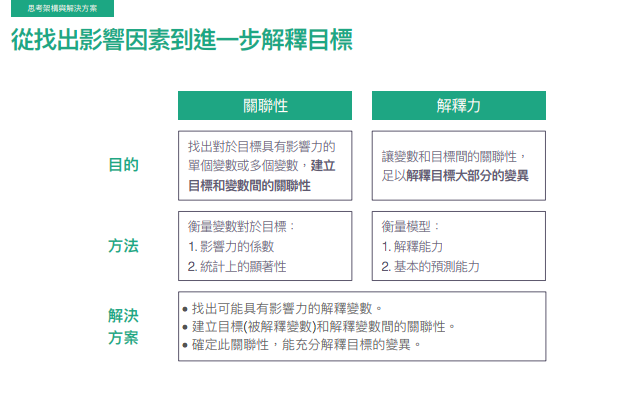 思考架構與解決方案
從找出影響因素到進一步解釋目標
關聯性
解釋力
目的
找出對於目標具有影響力的
單個變數或多個變數，建立
目標和變數間的關聯性
讓變數和目標間的關聯性，
足以解釋目標大部分的變異
方法
衡量變數對於目標：
1. 影響力的係數
2. 統計上的顯著性
衡量模型：
1. 解釋能力
2. 基本的預測能力
解決
方案
● 找出可能具有影響力的解釋變數。
● 建立目標(被解釋變數)和解釋變數間的關聯性。
● 確定此關聯性，能充分解釋目標的變異。